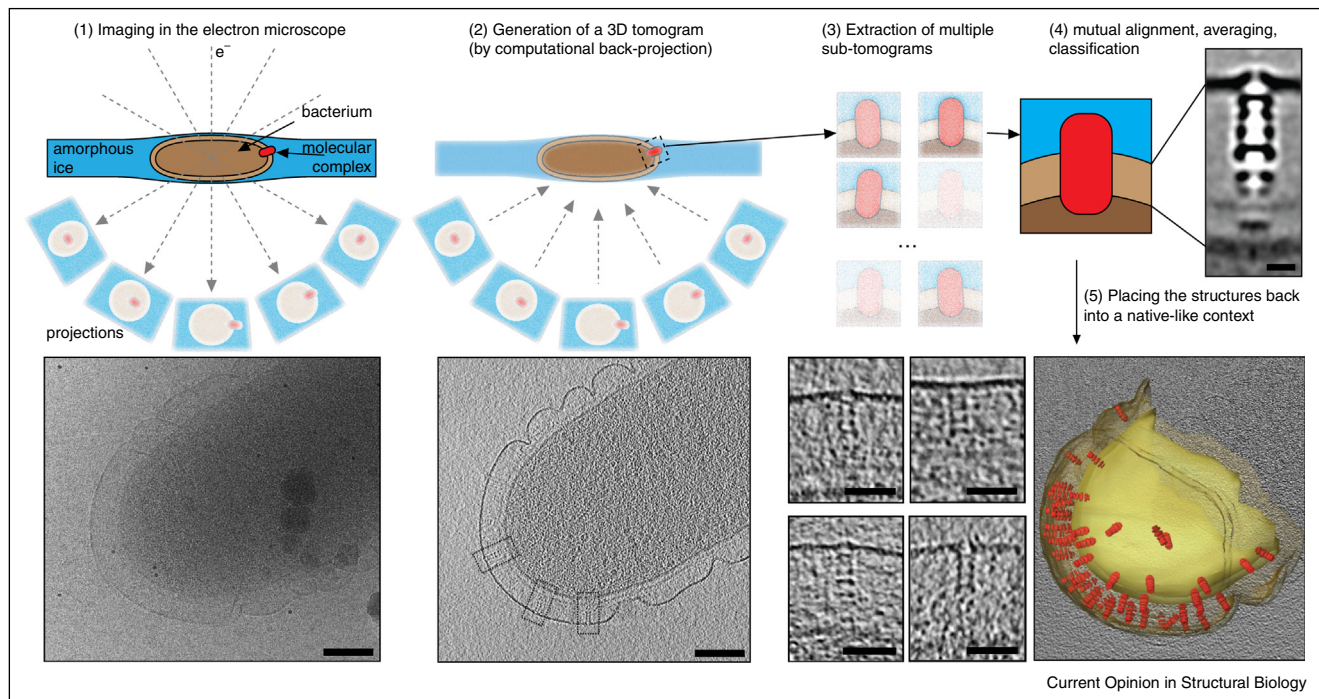 (1) Imaging in the electron microscope
e⁻
bacterium
amorphous
ice
molecular
complex
projections
(2) Generation of a 3D tomogram
(by computational back-projection)
(3) Extraction of multiple
sub-tomograms
...
(4) mutual alignment, averaging,
classification
(5) Placing the structures back
into a native-like context
Current Opinion in Structural Biology